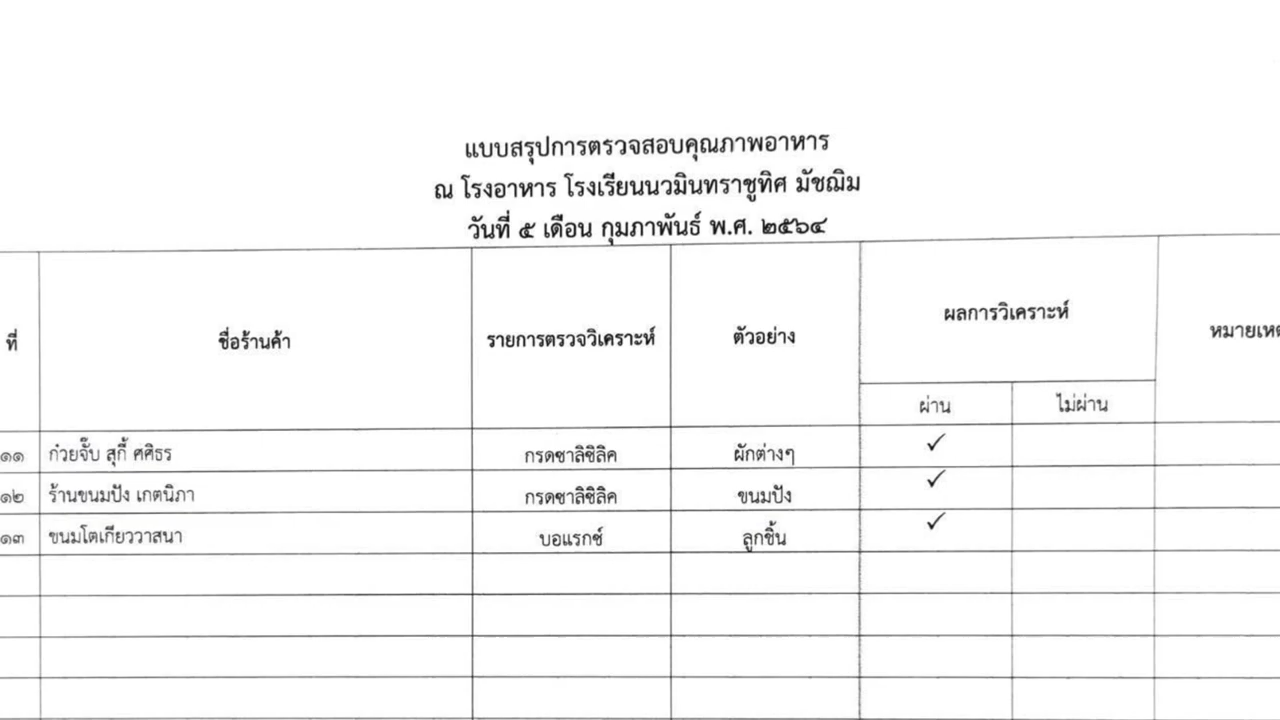 แบบสรุปการตรวจสอบคุณภาพอาหาร
ณ โรงอาหาร โรงเรียนนวมินทราชูทิศ มัชฌิม
วันที่ ๕ เดือน กุมภาพันธ์ พ.ศ. ๒๕๖๔
ที่ ชื่อร้านค้า รายการตรวจวิเคราะห์ ตัวอย่าง ผลการวิเคราะห์ หมายเหต
ผ่าน ไม่ผ่าน
๑๑ ก๋วยจั๊บ สุกี้ ศศิธร กรดซาลิซิลิค ผักต่างๆ ✓
๑๒ ร้านขนมปัง เกตนิภา กรดซาลิซิลิค ขนมปัง ✓
๑๓ ขนมโตเกียววาสนา บอแรกซ์ ลูกชิ้น ✓